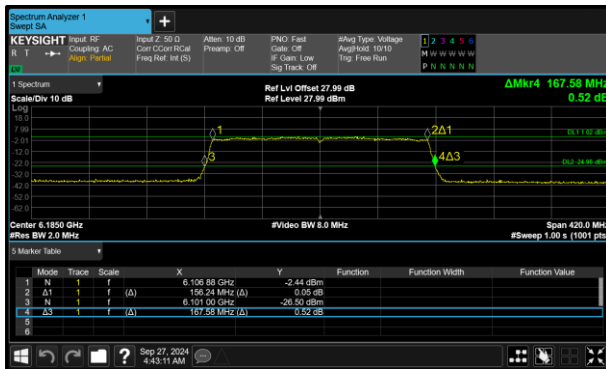 Spectrum Analyzer 1
Swept SA
KEYSIGHT Input: RF Input Z: 50 Ω Atten: 10 dB PNO: Fast #Avg Type: Voltage 1 2 3 4 5 6
R T Coupling: AC Corr CCorr RCal Preamp: Off Gate: Off Avg|Hold: 10/10 M W W W W W
Align: Partial Freq Ref: Int (S) IF Gain: Low Trig: Free Run P N N N N N
Sig Track: Off
1 Spectrum Ref Lvl Offset 27.99 dB ΔMkr4 167.58 MHz
Scale/Div 10 dB Ref Level 27.99 dBm 0.52 dB
Log
18.0
7.99 1 2Δ1 DL1 1.02 dBm
-2.01
-12.0
-22.0 3 4Δ3 DL2 -24.98 dBm
-32.0
-42.0
-52.0
-62.0
Center 6.1850 GHz #Video BW 8.0 MHz Span 420.0 MHz
#Res BW 2.0 MHz #Sweep 1.00 s (1001 pts)
5 Marker Table
Mode Trace Scale X Y Function Function Width Function Value
1 N 1 f 6.106 88 GHz -2.44 dBm
2 Δ1 1 f (Δ) 156.24 MHz (Δ) 0.05 dB
3 N 1 f 6.101 00 GHz -26.50 dBm
4 Δ3 1 f (Δ) 167.58 MHz (Δ) 0.52 dB
5
6
? Sep 27, 2024
4:43:11 AM